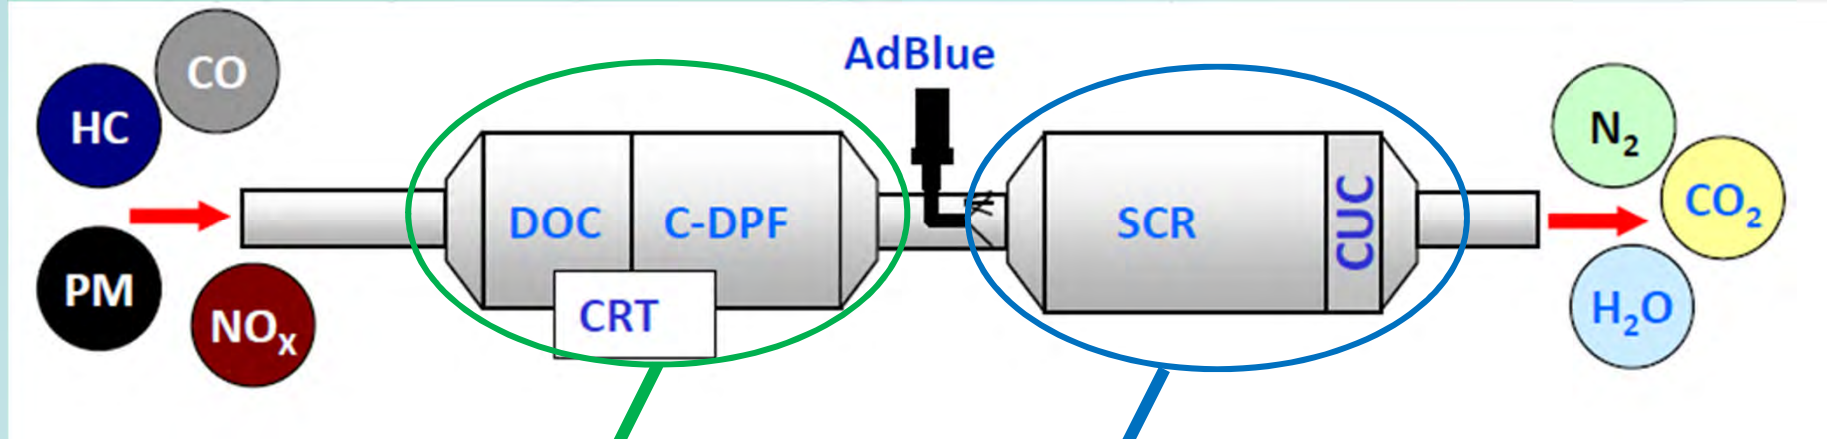 CO
HC
PM
NOX
DOC
C-DPF
CRT
AdBlue
SCR
CUC
N2
CO2
H2O